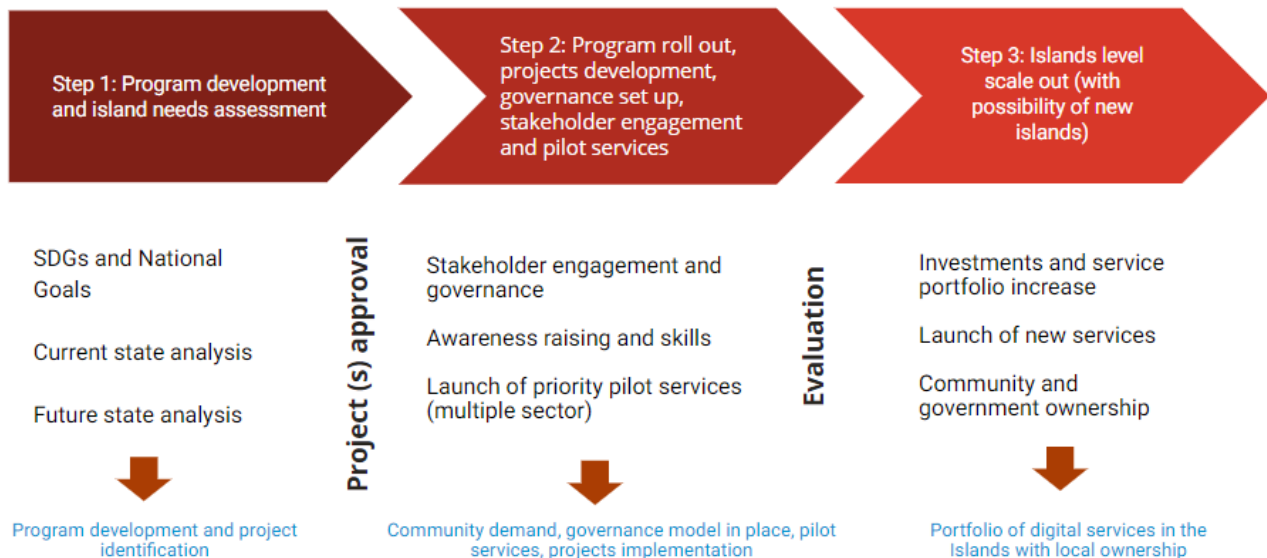 Step 1: Program development
and island needs assessment
Step 2: Program roll out,
projects development,
governance set up,
stakeholder engagement
and pilot services
Step 3: Islands level
scale out (with
possibility of new
islands)
SDGs and National
Goals
Current state analysis
Future state analysis
Program development and project
identification
Project (s) approval
Stakeholder engagement and
governance
Awareness raising and skills
Launch of priority pilot services
(multiple sector)
Community demand, governance model in place, pilot
services, projects implementation
Evaluation
Investments and service
portfolio increase
Launch of new services
Community and
government ownership
Portfolio of digital services in the
Islands with local ownership